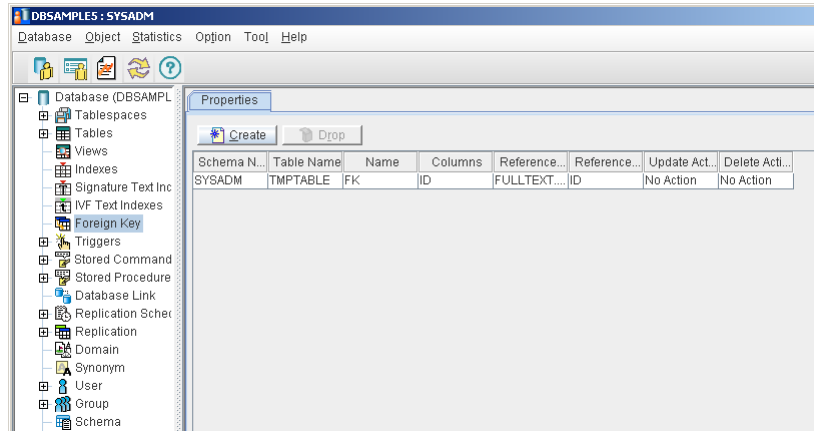 DBSAMPLE5 : SYSADM
Database Object Statistics Option Tool Help
Database (DBSAMPL
Tablespaces
Tables
Views
Indexes
Signature Text Inc
IVF Text Indexes
Foreign Key
Triggers
Stored Command
Stored Procedure
Database Link
Replication Sched
Replication
Domain
Synonym
User
Group
Schema
Properties
Create Drop
Schema N... Table Name Name Columns Reference... Reference... Update Act... Delete Acti...
SYSADM TMPTABLE FK ID FULLTEXT.... ID No Action No Action